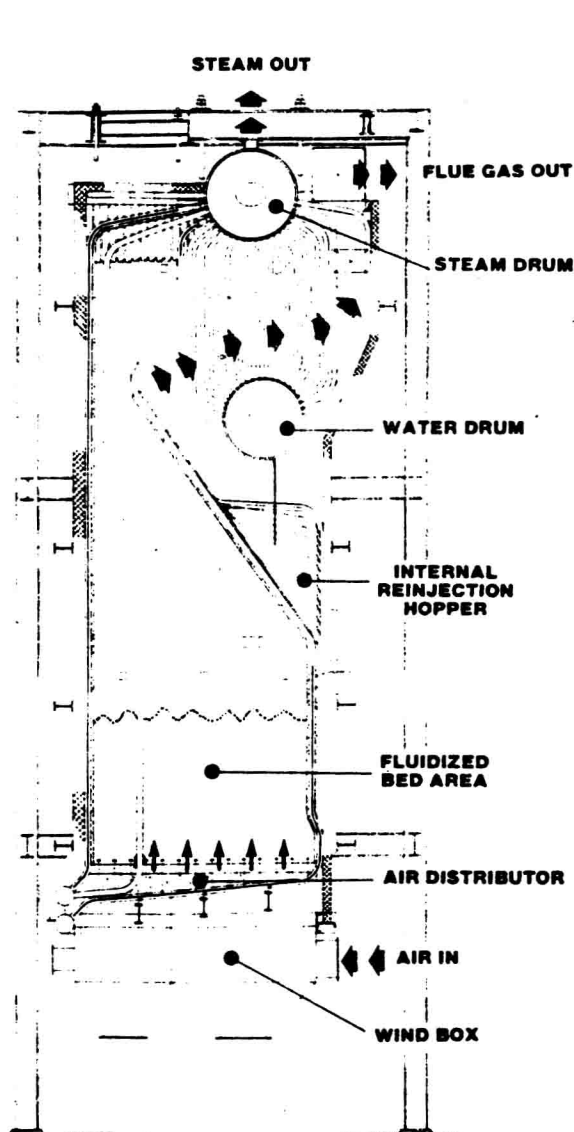 STEAM OUT
FLUE GAS OUT
STEAM DRUM
WATER DRUM
INTERNAL
REINJECTION
HOPPER
FLUIDIZED
BED AREA
AIR DISTRIBUTOR
AIR IN
WIND BOX